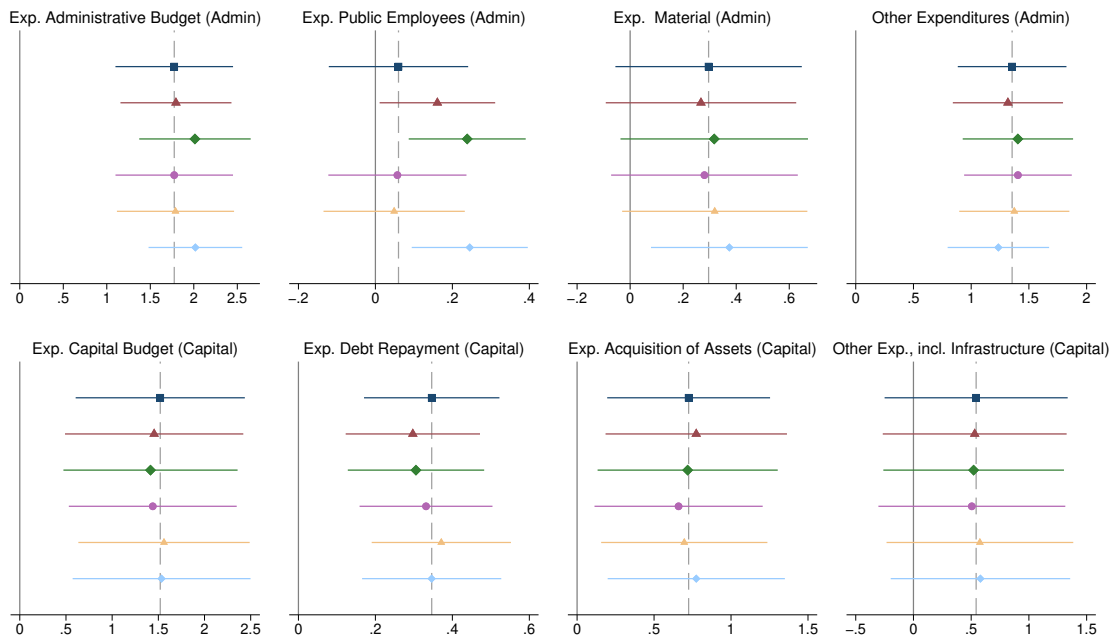 Exp. Administrative Budget (Admin)
0 .5 1 1.5 2 2.5
Exp. Public Employees (Admin)
−.2 0 .2 .4
Exp. Material (Admin)
−.2 0 .2 .4 .6
Other Expenditures (Admin)
0 .5 1 1.5 2
Exp. Capital Budget (Capital)
0 .5 1 1.5 2 2.5
Exp. Debt Repayment (Capital)
0 .2 .4 .6
Exp. Acquisition of Assets (Capital)
0 .5 1 1.5
Other Exp., incl. Infrastructure (Capital)
−.5 0 .5 1 1.5